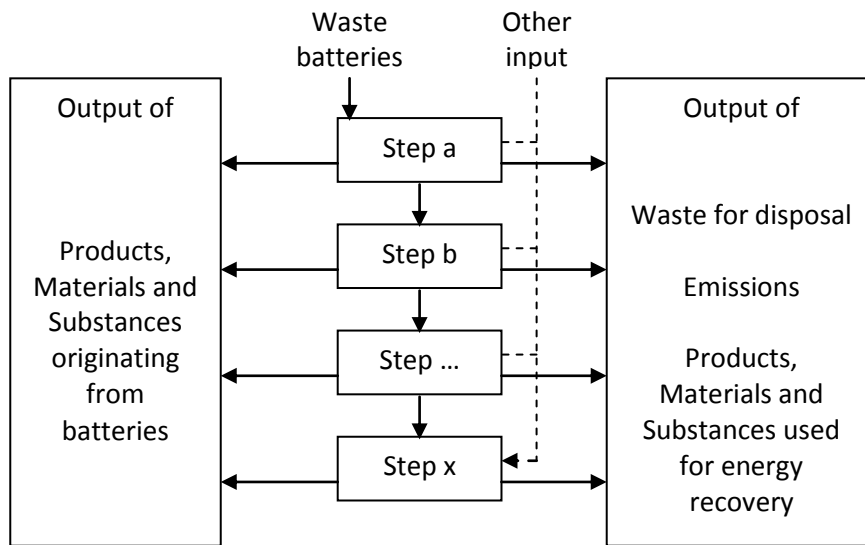 Waste
batteries
Other
input
Output of
Products,
Materials and
Substances
originating
from
batteries
Step a
Step b
Step ...
Step x
Output of
Waste for disposal
Emissions
Products,
Materials and
Substances used
for energy
recovery